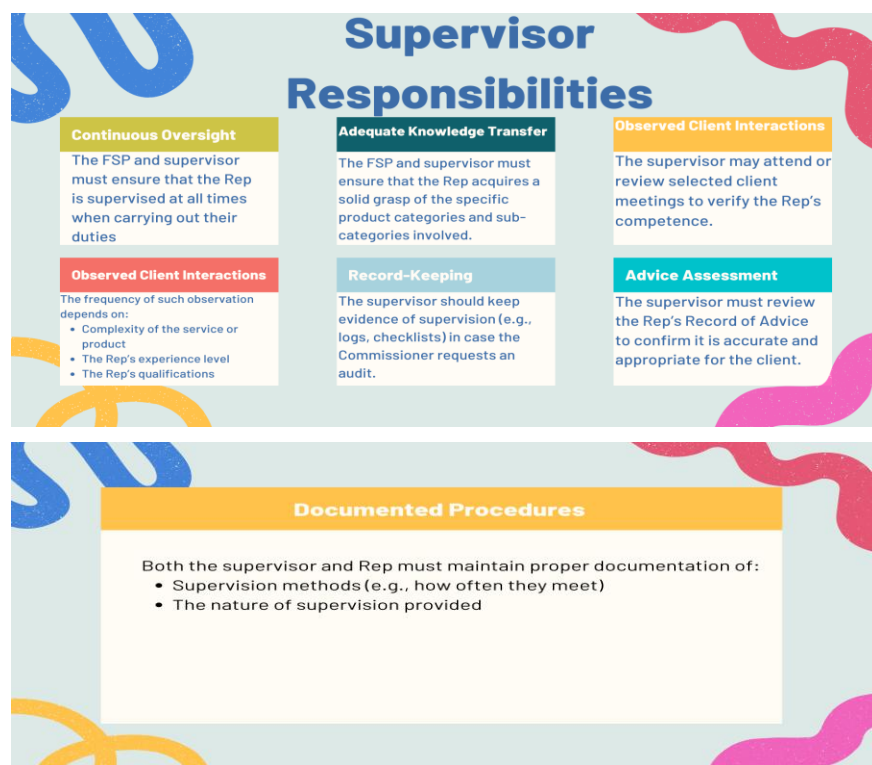 Supervisor
Responsibilities
Continuous Oversight
The FSP and supervisor
must ensure that the Rep
is supervised at all times
when carrying out their
duties
Adequate Knowledge Transfer
The FSP and supervisor must
ensure that the Rep acquires a
solid grasp of the specific
product categories and sub-
categories involved.
Observed Client Interactions
The supervisor may attend or
review selected client
meetings to verify the Rep's
competence.
Observed Client Interactions
The frequency of such observation
depends on:
• Complexity of the service or
product
• The Rep's experience level
• The Rep's qualifications
Record-Keeping
The supervisor should keep
evidence of supervision (e.g.,
logs, checklists) in case the
Commissioner requests an
audit.
Advice Assessment
The supervisor must review
the Rep's Record of Advice
to confirm it is accurate and
appropriate for the client.
Documented Procedures
Both the supervisor and Rep must maintain proper documentation of:
• Supervision methods (e.g., how often they meet)
• The nature of supervision provided